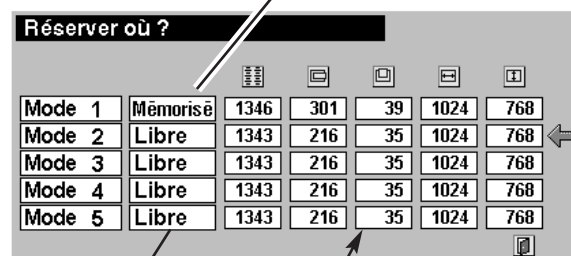 Réserver où ?
Mode 1 Mémorisé 1346 301 39 1024 768
Mode 2 Libre 1343 216 35 1024 768
Mode 3 Libre 1343 216 35 1024 768
Mode 4 Libre 1343 216 35 1024 768
Mode 5 Libre 1343 216 35 1024 768